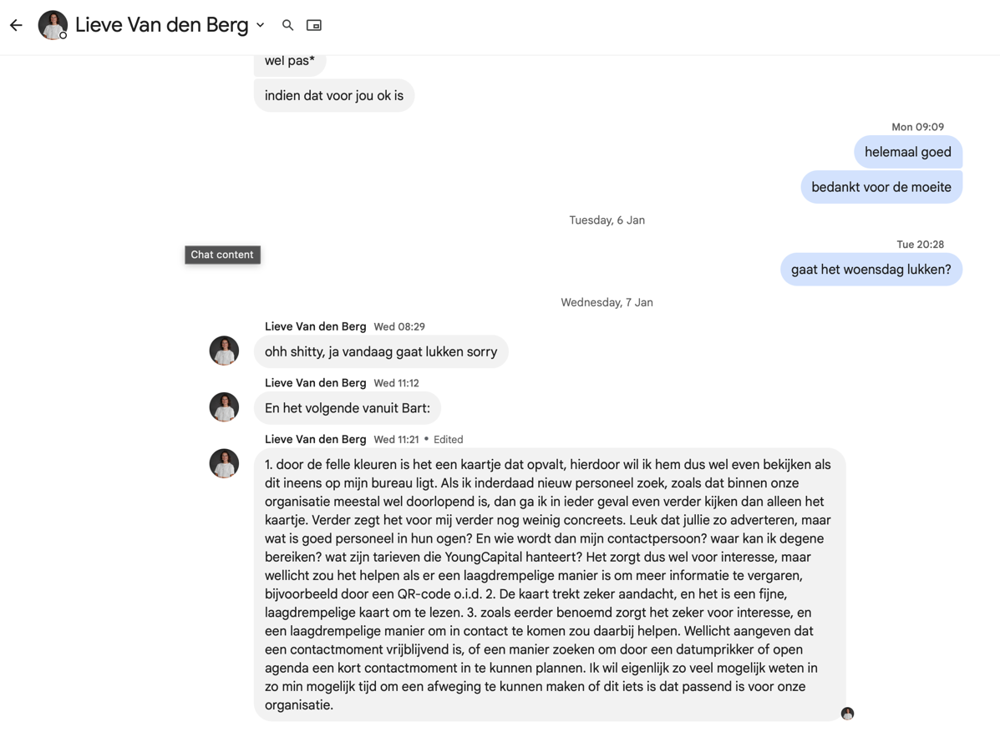 Lieve Van den Berg
wel pas*
indien dat voor jou ok is
Mon 09:09
helemaal goed
bedankt voor de moeite
Tuesday, 6 Jan
Tue 20:28
Chat content
gaat het woensdag lukken?
Wednesday, 7 Jan
Lieve Van den Berg Wed 08:29
ohh shitty, ja vandaag gaat lukken sorry
Lieve Van den Berg Wed 11:12
En het volgende vanuit Bart:
Lieve Van den Berg Wed 11:21 • Edited
1. door de felle kleuren is het een kaartje dat opvalt, hierdoor wil ik hem dus wel even bekijken als
dit ineens op mijn bureau ligt. Als ik inderdaad nieuw personeel zoek, zoals dat binnen onze
organisatie meestal wel doorlopend is, dan ga ik in ieder geval even verder kijken dan alleen het
kaartje. Verder zegt het voor mij verder nog weinig concreets. Leuk dat jullie zo adverteren, maar
wat is goed personeel in hun ogen? En wie wordt dan mijn contactpersoon? waar kan ik degene
bereiken? wat zijn tarieven die YoungCapital hanteert? Het zorgt dus wel voor interesse, maar
wellicht zou het helpen als er een laagdrempelige manier is om meer informatie te vergaren,
bijvoorbeeld door een QR-code o.i.d. 2. De kaart trekt zeker aandacht, en het is een fijne,
laagdrempelige kaart om te lezen. 3. zoals eerder benoemd zorgt het zeker voor interesse, en
een laagdrempelige manier om in contact te komen zou daarbij helpen. Wellicht aangeven dat
een contactmoment vrijblijvend is, of een manier zoeken om door een datumprikker of open
agenda een kort contactmoment in te kunnen plannen. Ik wil eigenlijk zo veel mogelijk weten in
zo min mogelijk tijd om een afweging te kunnen maken of dit iets is dat passend is voor onze
organisatie.